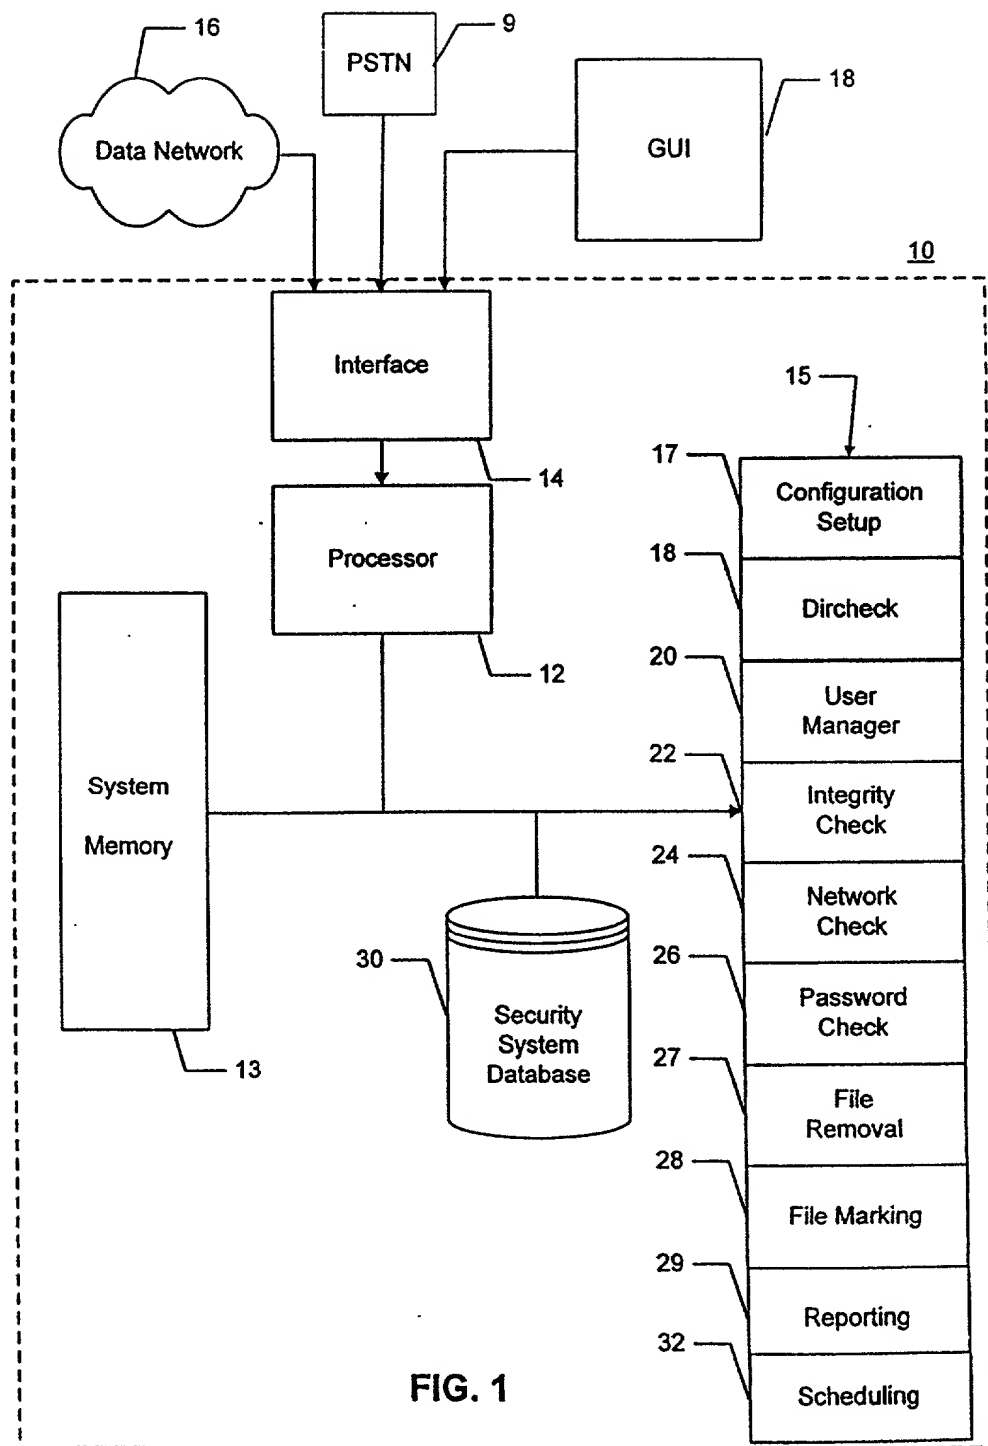 16
PSTN
9
Data Network
GUI
18
10
Interface
14
15
17
Configuration
Setup
Processor
12
18
Dircheck
20
User
Manager
System
Memory
13
22
Integrity
Check
24
Network
Check
30
Security
System
Database
26
Password
Check
27
File
Removal
28
File Marking
29
Reporting
32
Scheduling
FIG. 1